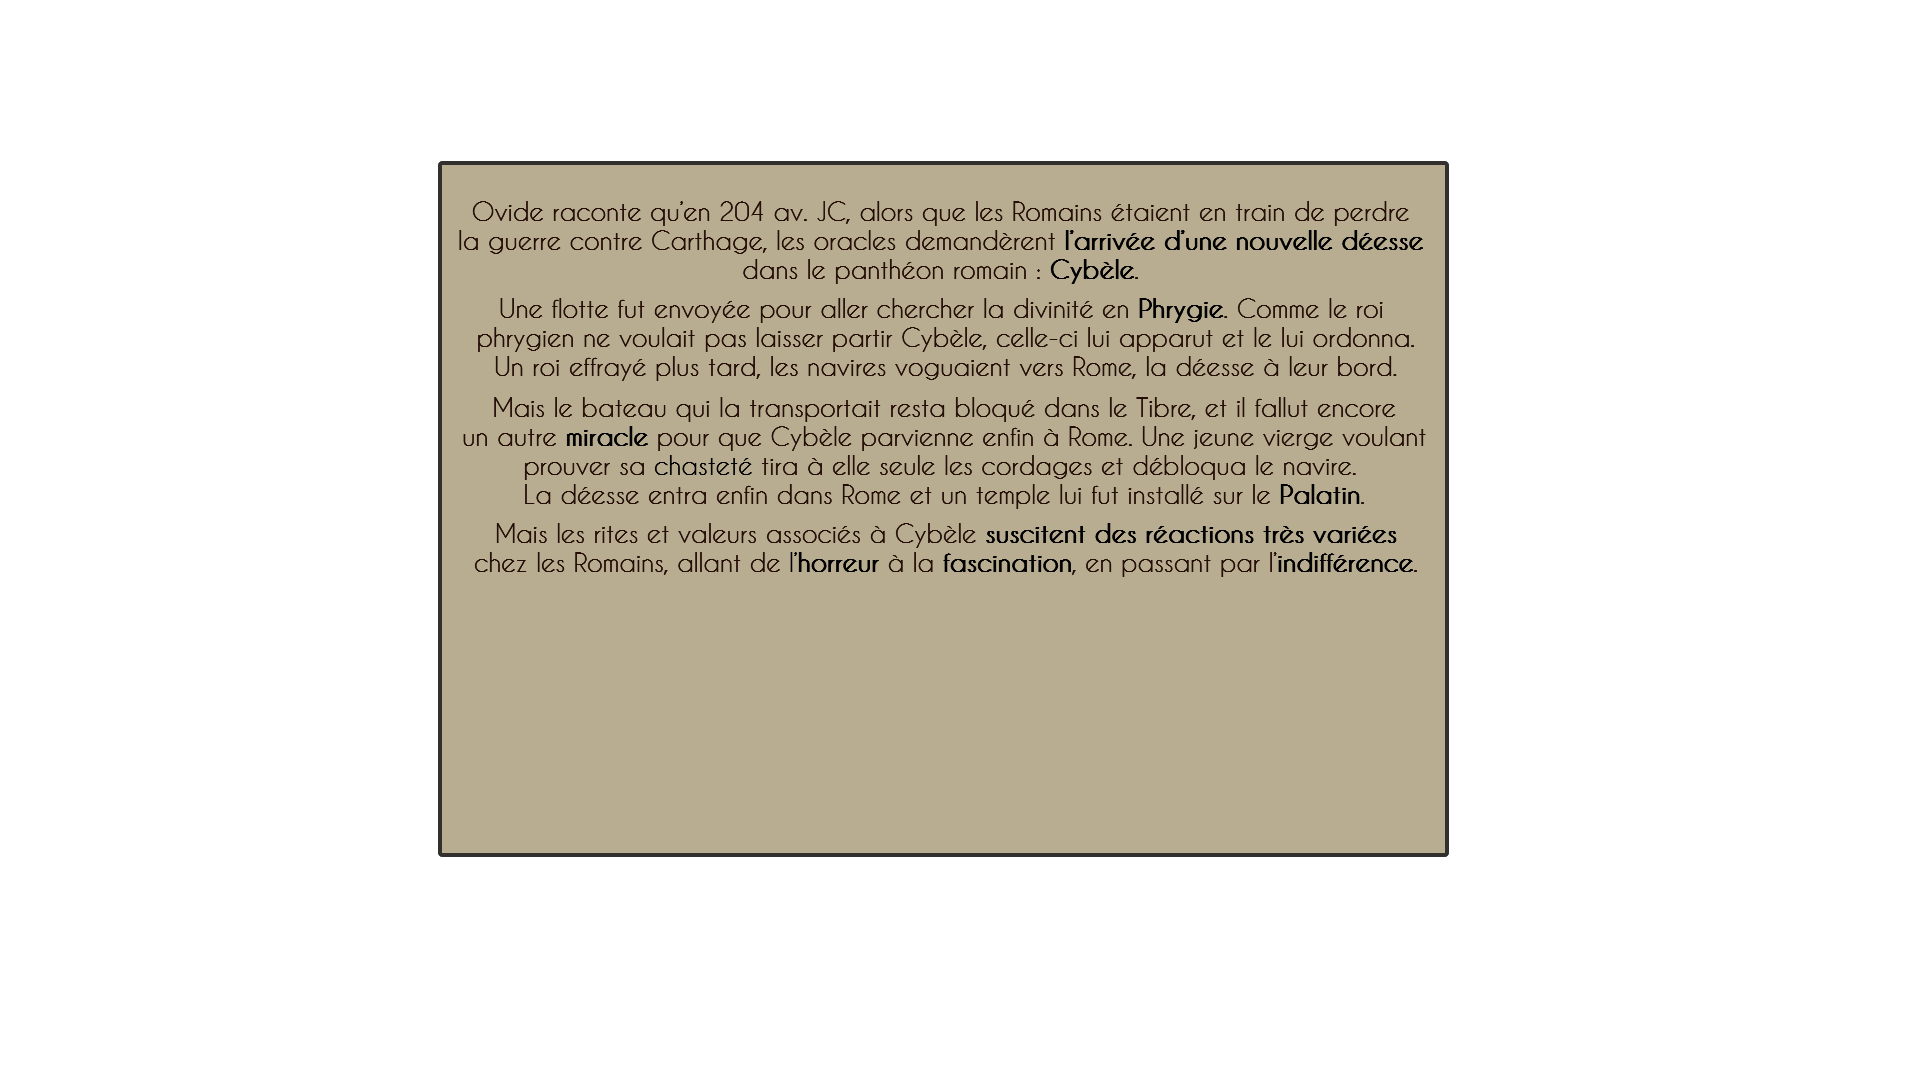 Ovide raconte qu'en 204 av. JC, alors que les Romains étaient en train de perdre
la guerre contre Carthage, les oracles demandèrent l'arrivée d'une nouvelle déesse
dans le panthéon romain : Cybèle.
Une flotte fut envoyée pour aller chercher la divinité en Phrygie. Comme le roi
phrygien ne voulait pas laisser partir Cybèle, celle-ci lui apparut et le lui ordonna.
Un roi effrayé plus tard, les navires voguaient vers Rome, la déesse à leur bord.
Mais le bateau qui la transportait resta bloqué dans le Tibre, et il fallut encore
un autre miracle pour que Cybèle parvienne enfin à Rome. Une jeune vierge voulant
prouver sa chasteté tira à elle seule les cordages et débloqua le navire.
La déesse entra enfin dans Rome et un temple lui fut installé sur le Palatin.
Mais les rites et valeurs associés à Cybèle suscitent des réactions très variées
chez les Romains, allant de l'horreur à la fascination, en passant par l'indifférence.